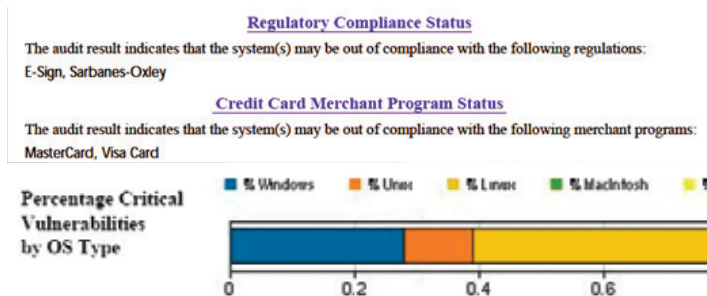 Regulatory Compliance Status
The audit result indicates that the system(s) may be out of compliance with the following regulations:
E-Sign, Sarbanes-Oxley
Credit Card Merchant Program Status
The audit result indicates that the system(s) may be out of compliance with the following merchant programs:
MasterCard, Visa Card
% Windows % Unix % Linux % MacIntosh %
Percentage Critical
Vulnerabilities
by OS Type
0 0.2 0.4 0.6